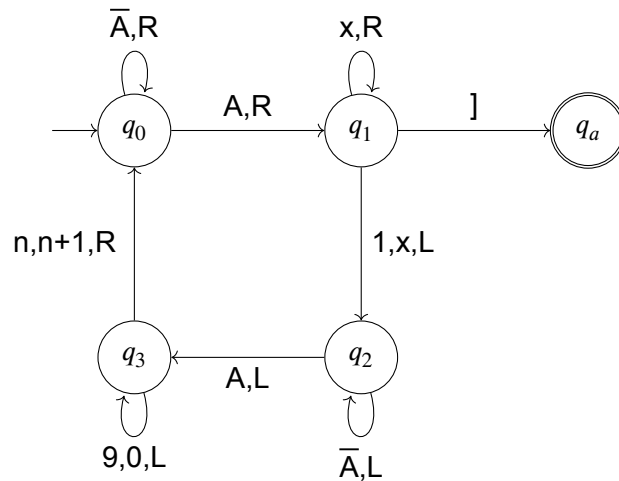 A̅,R
x,R
q₀
A,R
q₁
]
qₐ
n,n+1,R
1,x,L
q₃
A,L
q₂
9,0,L
A̅,L